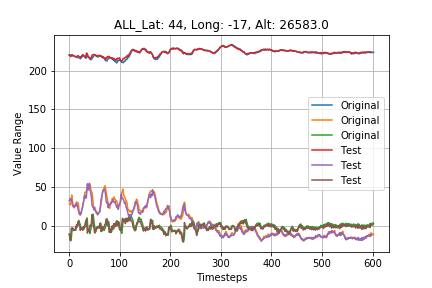 ALL_Lat: 44, Long: -17, Alt: 26583.0
Value Range
200
150
100
50
0
Original
Original
Original
Test
Test
Test
0
100
200
300
400
500
600
Timesteps